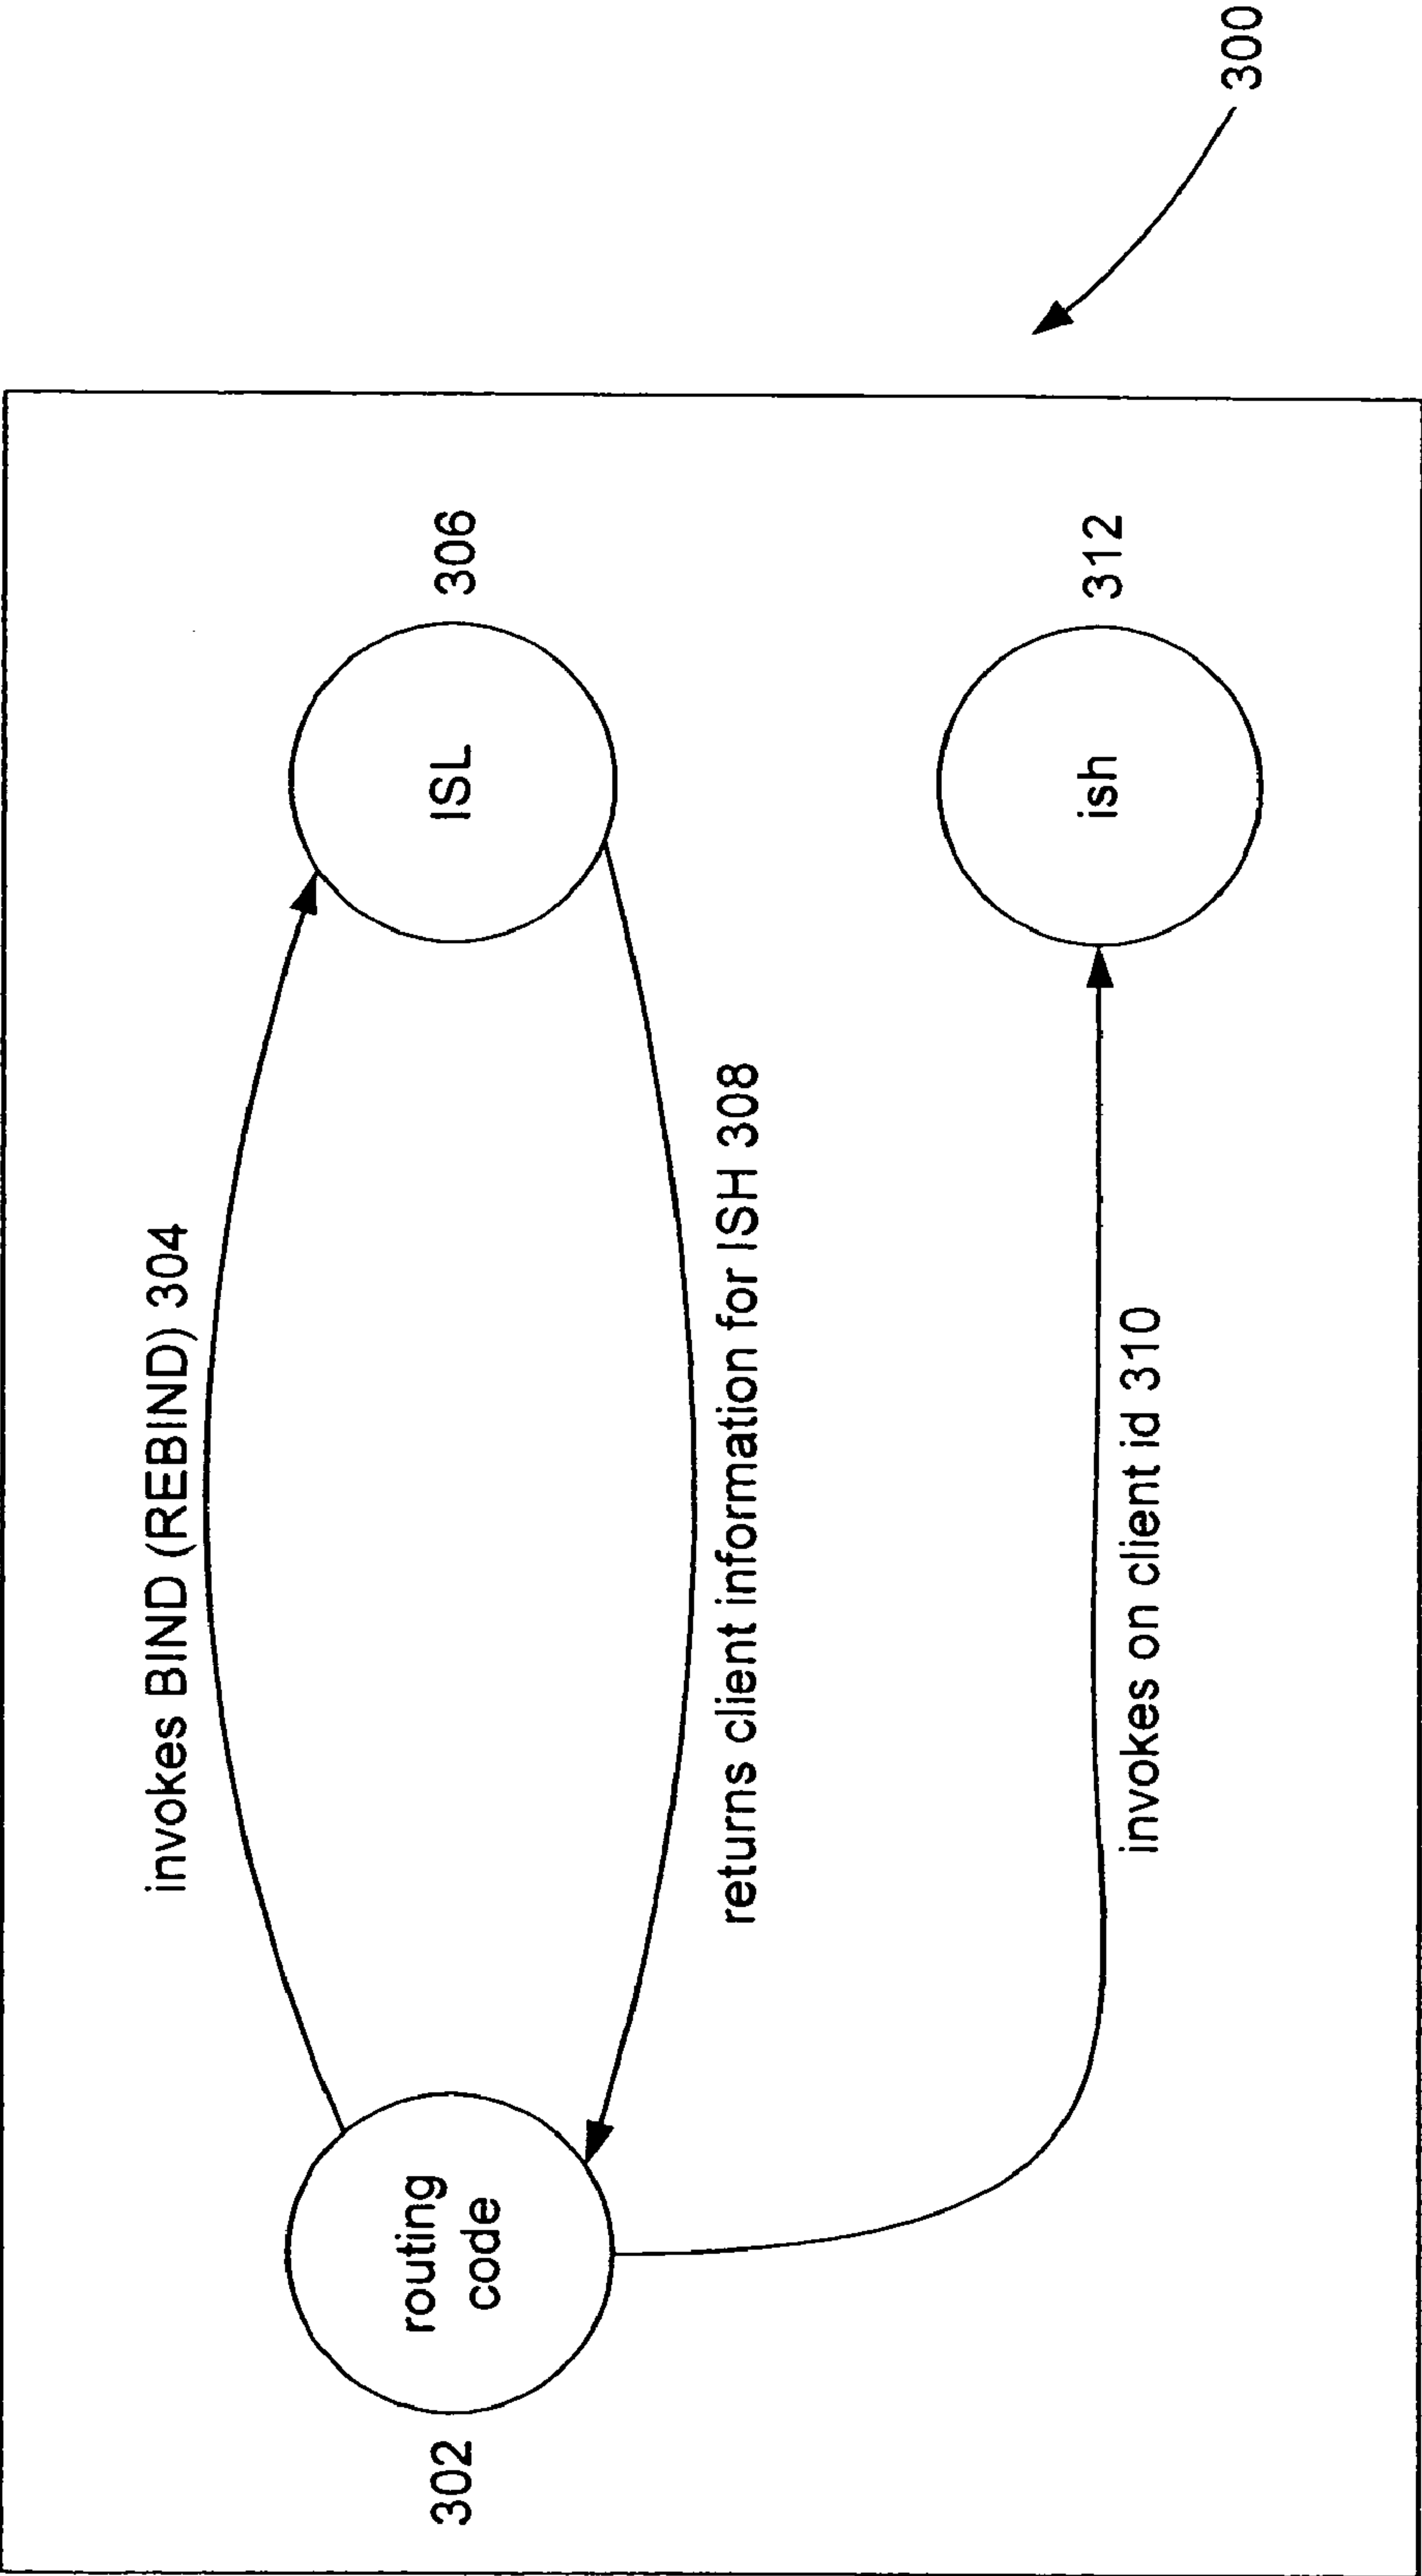 invokes BIND (REBIND) 304
routing
code
302
ISL
306
returns client information for ISH 308
ish
312
invokes on client id 310
300